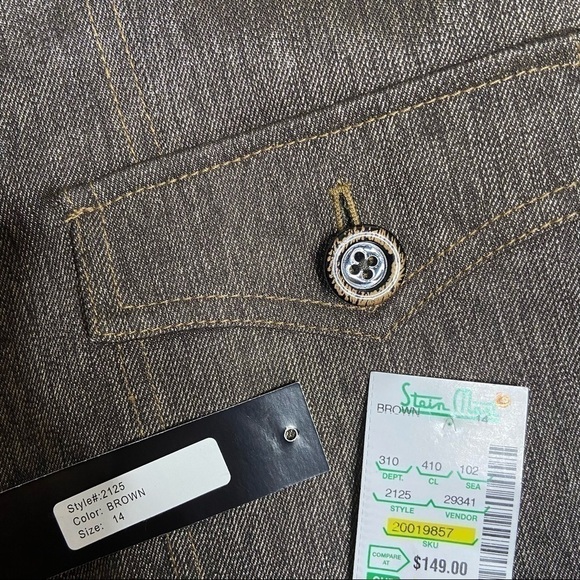 Style#:2125
Color: BROWN
Size: 14
Stein Mart
BROWN 14
310 410 102
DEPT. CL SEA
2125 29341
STYLE VENDOR
20019857
SKU
COMPARE AT $149.00